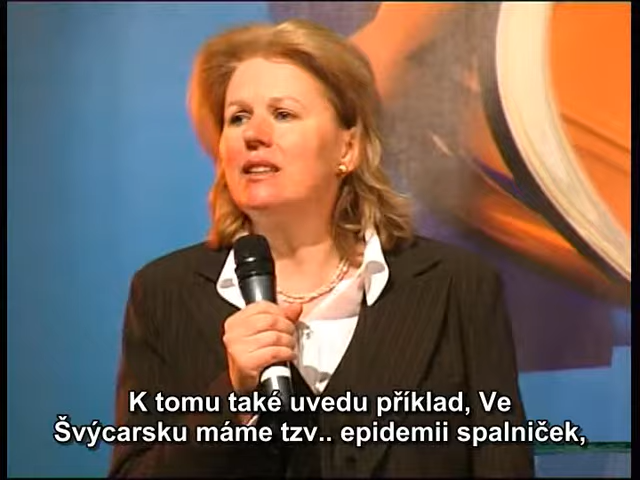 K tomu také uvedu příklad, Ve
Švýcarsku máme tzv.. epidemii spalniček,